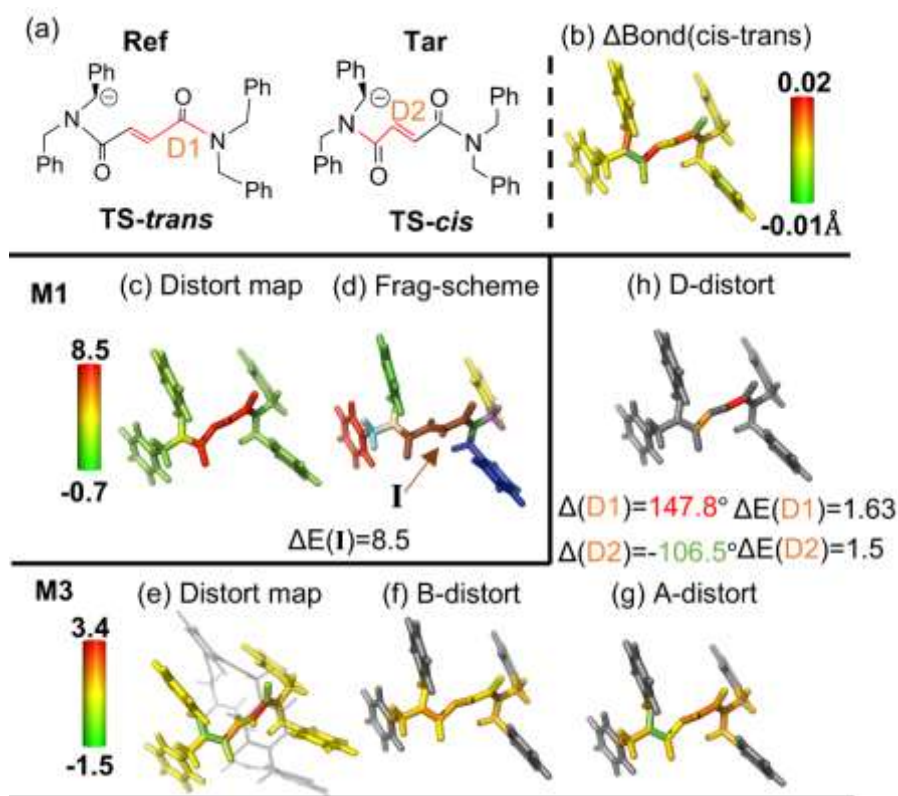 (a)
Ref
Tar
(b) ΔBond(cis-trans)
Ph
Ph
⊖
⊖
O
O
D2
N
D1
N
N
N
Ph
Ph
O
O
Ph
Ph
Ph
Ph
TS-trans
TS-cis
0.02
-0.01Å
M1
(c) Distort map
(d) Frag-scheme
(h) D-distort
8.5
-0.7
I
ΔE(I)=8.5
Δ(D1)=147.8° ΔE(D1)=1.63
Δ(D2)=-106.5° ΔE(D2)=1.5
M3
(e) Distort map
(f) B-distort
(g) A-distort
3.4
-1.5